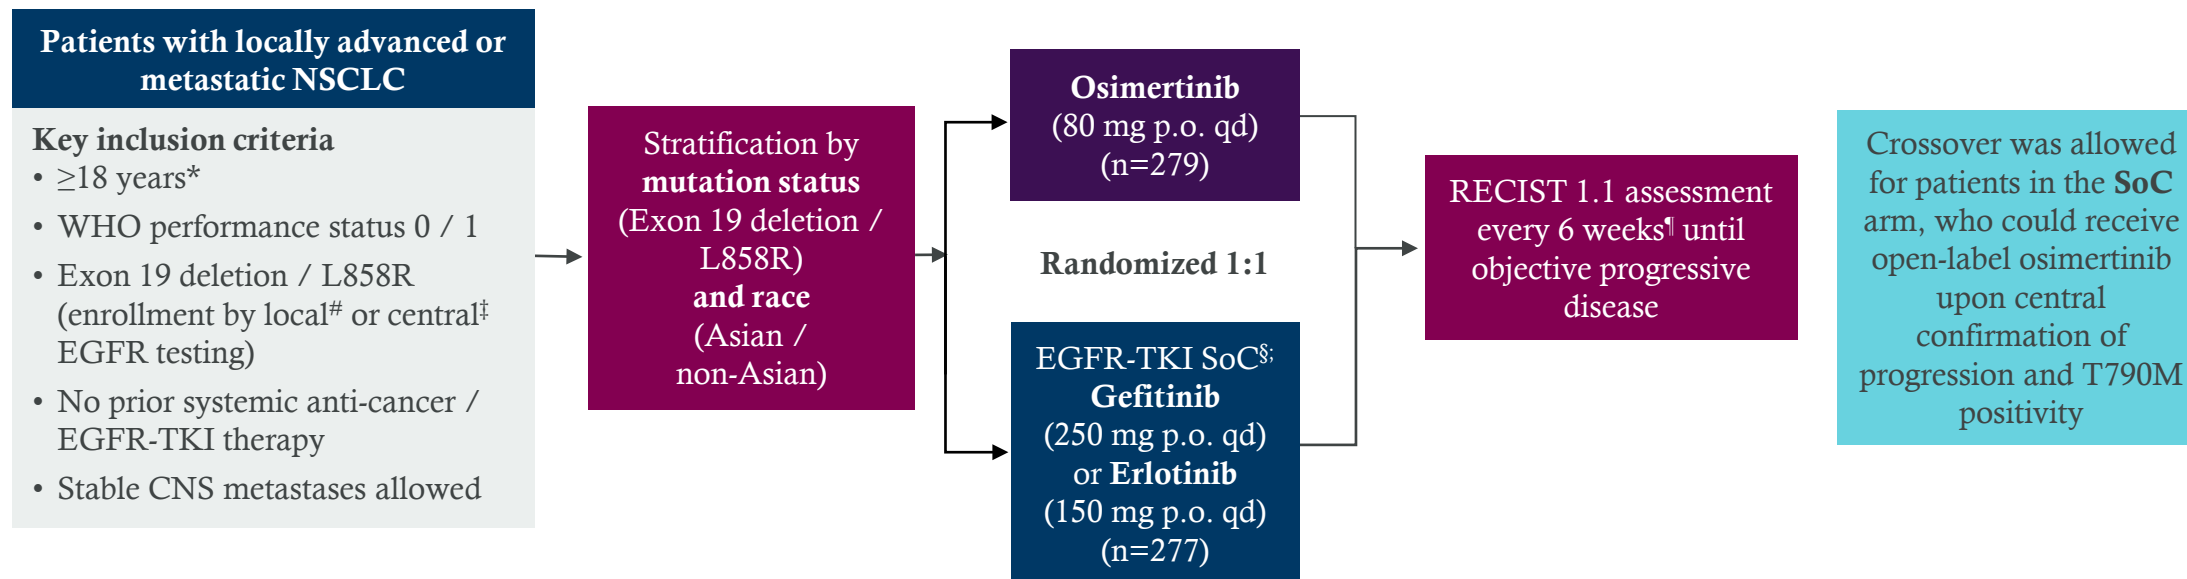 Patients with locally advanced or
metastatic NSCLC
Key inclusion criteria
• ≥18 years*
• WHO performance status 0 / 1
• Exon 19 deletion / L858R
(enrollment by local# or central‡
EGFR testing)
• No prior systemic anti-cancer /
EGFR-TKI therapy
• Stable CNS metastases allowed
Stratification by
mutation status
(Exon 19 deletion /
L858R)
and race
(Asian /
non-Asian)
Osimertinib
(80 mg p.o. qd)
(n=279)
Randomized 1:1
EGFR-TKI SoC§;
Gefitinib
(250 mg p.o. qd)
or Erlotinib
(150 mg p.o. qd)
(n=277)
RECIST 1.1 assessment
every 6 weeks¶ until
objective progressive
disease
Crossover was allowed
for patients in the SoC
arm, who could receive
open-label osimertinib
upon central
confirmation of
progression and T790M
positivity